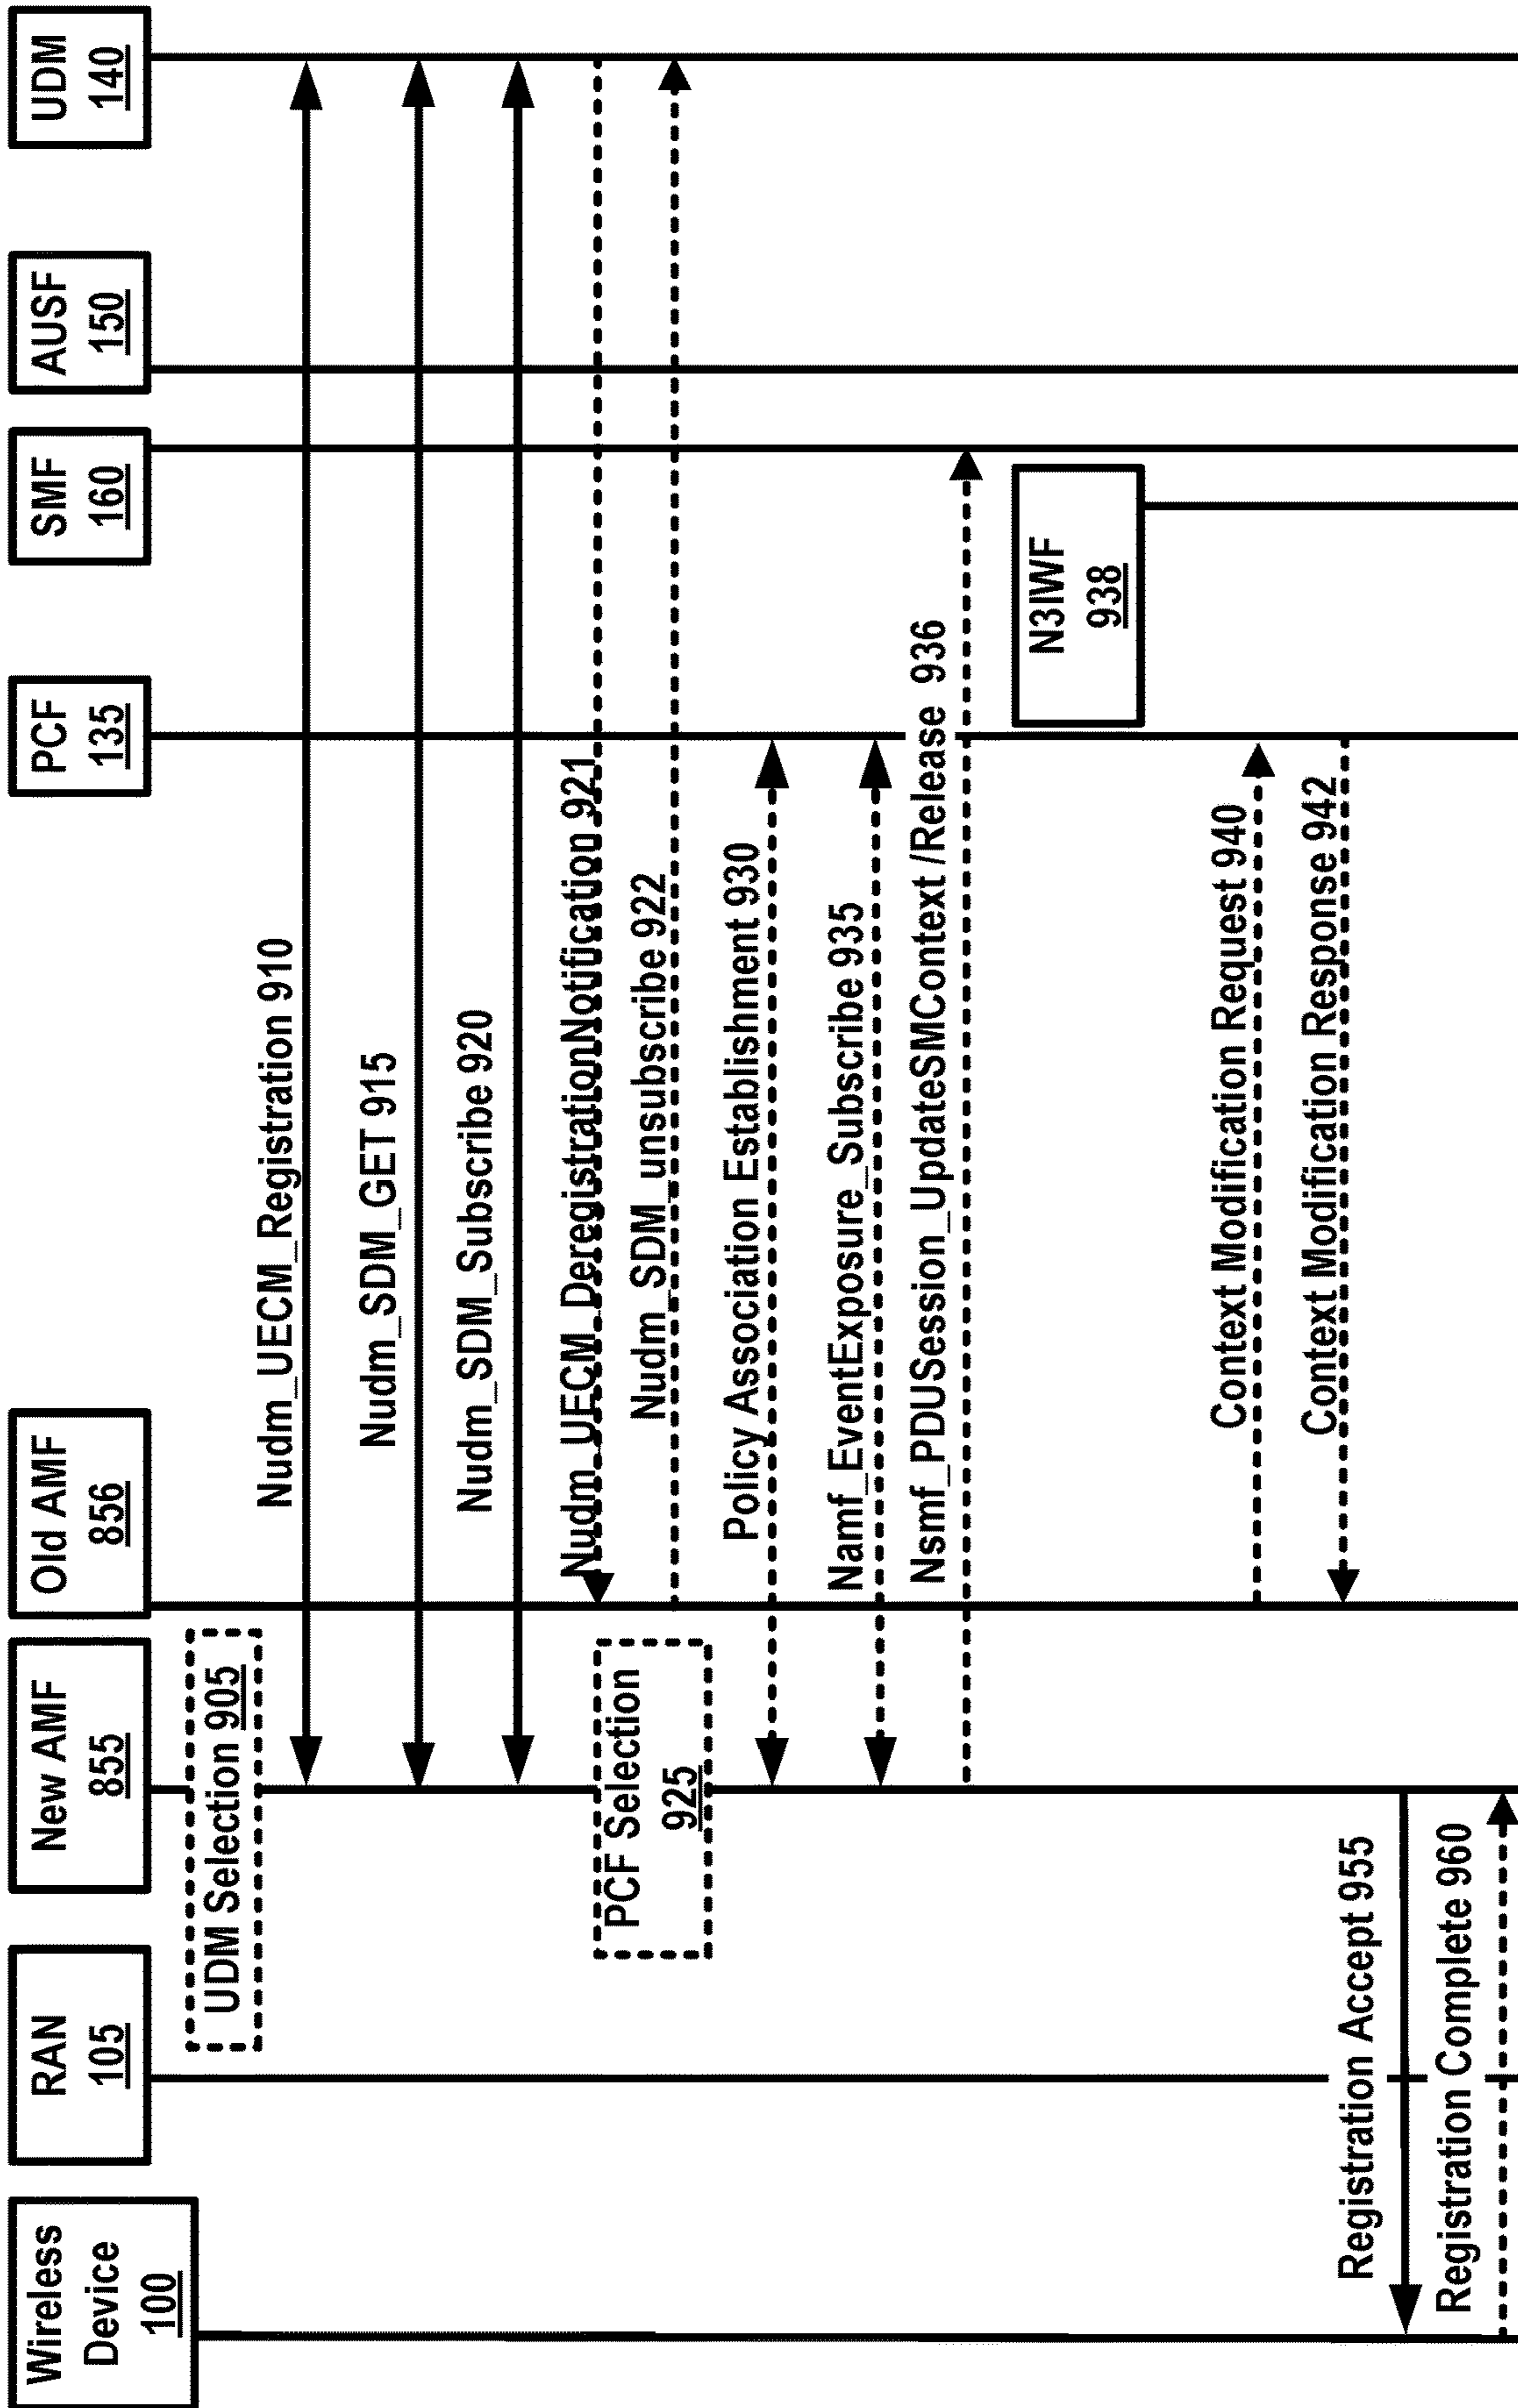 Wireless
Device
100
RAN
105
New AMF
855
Old AMF
856
PCF
135
SMF
160
AUSF
150
UDM
140
UDM Selection 905
Nudm_UECM_Registration 910
Nudm_SDM_GET 915
Nudm_SDM_Subscribe 920
Nudm_UECM_DeregistrationNotification 921
PCF Selection
925
Nudm_SDM_unsubscribe 922
Policy Association Establishment 930
Namf_EventExposure_Subscribe 935
Nsmf_PDUSession_UpdateSMContext /Release 936
N3IWF
938
Context Modification Request 940
Context Modification Response 942
Registration Accept 955
Registration Complete 960